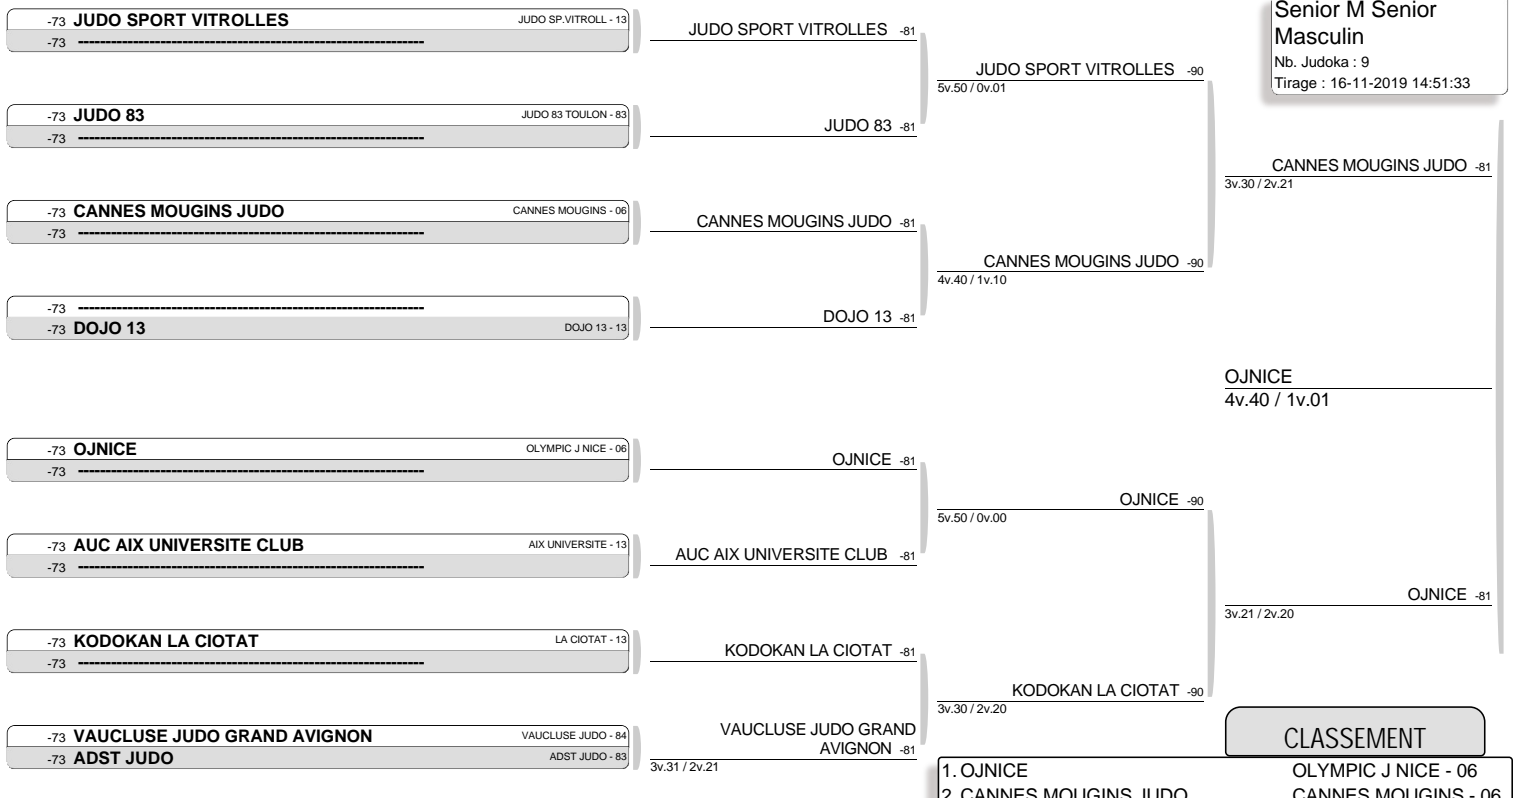 Senior M Senior
Masculin
Nb. Judoka : 9
Tirage : 16-11-2019 14:51:33
-73 JUDO SPORT VITROLLES JUDO SP.VITROLL - 13
-73 ----------------------------------------------------------------
-73 JUDO 83 JUDO 83 TOULON - 83
-73 ----------------------------------------------------------------
-73 CANNES MOUGINS JUDO CANNES MOUGINS - 06
-73 ----------------------------------------------------------------
-73 ----------------------------------------------------------------
-73 DOJO 13 DOJO 13 - 13
-73 OJNICE OLYMPIC J NICE - 06
-73 ----------------------------------------------------------------
-73 AUC AIX UNIVERSITE CLUB AIX UNIVERSITE - 13
-73 ----------------------------------------------------------------
-73 KODOKAN LA CIOTAT LA CIOTAT - 13
-73 ----------------------------------------------------------------
-73 VAUCLUSE JUDO GRAND AVIGNON VAUCLUSE JUDO - 84
-73 ADST JUDO ADST JUDO - 83
JUDO SPORT VITROLLES -81
JUDO 83 -81
CANNES MOUGINS JUDO -81
DOJO 13 -81
OJNICE -81
AUC AIX UNIVERSITE CLUB -81
KODOKAN LA CIOTAT -81
VAUCLUSE JUDO GRAND
AVIGNON -81
3v.31 / 2v.21
JUDO SPORT VITROLLES -90
5v.50 / 0v.01
CANNES MOUGINS JUDO -90
4v.40 / 1v.10
OJNICE -90
5v.50 / 0v.00
KODOKAN LA CIOTAT -90
3v.30 / 2v.20
CANNES MOUGINS JUDO -81
3v.30 / 2v.21
OJNICE
4v.40 / 1v.01
OJNICE -81
3v.21 / 2v.20
CLASSEMENT
1. OJNICE OLYMPIC J NICE - 06
2. CANNES MOUGINS JUDO CANNES MOUGINS - 06